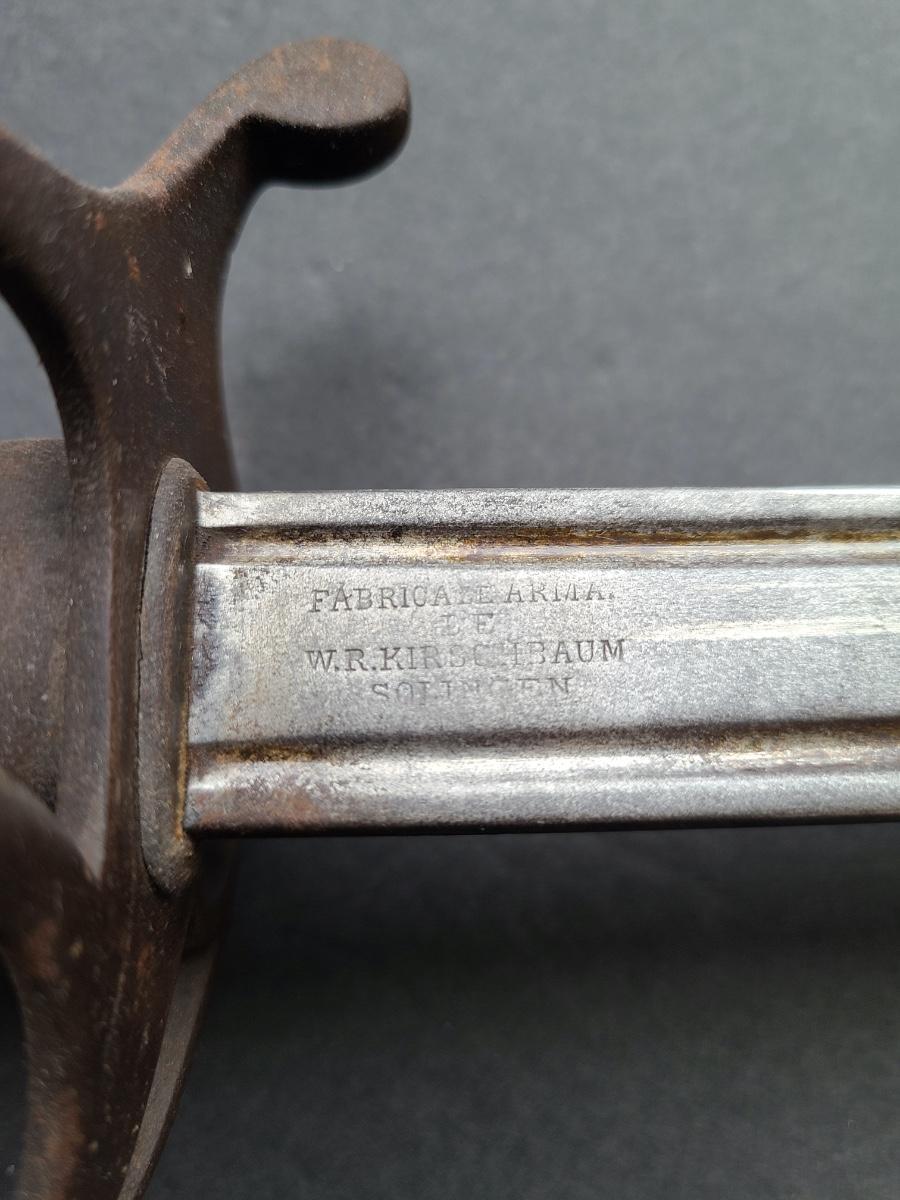 FABRICA DE ARMA.
DE
W.R.KIRSCHBAUM
SOLINGEN